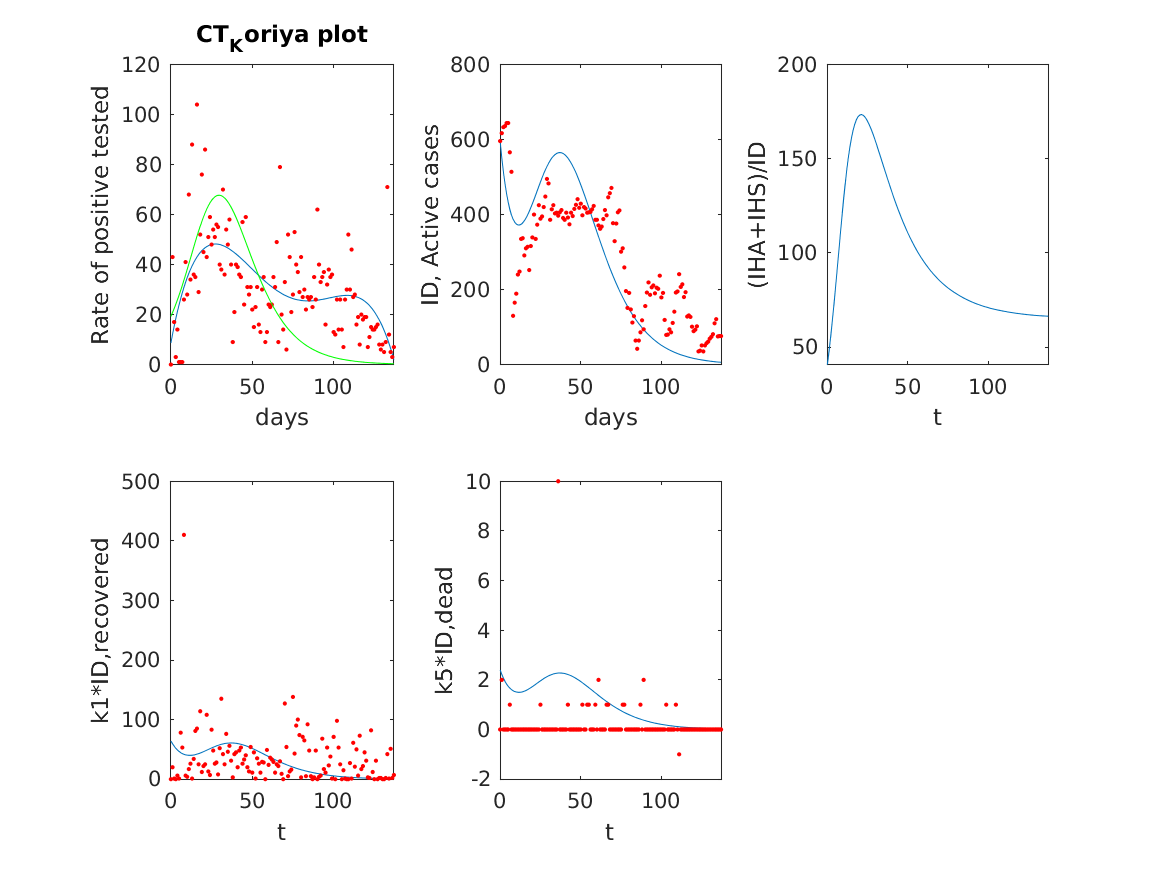 CT_Koriya plot
120
100
80
60
40
20
0
Rate of positive tested
0 50 100
days
800
600
400
200
0
ID, Active cases
0 50 100
days
200
150
100
50
(IHA+IHS)/ID
0 50 100
t
500
400
300
200
100
0
k1*ID,recovered
0 50 100
t
10
8
6
4
2
0
-2
k5*ID,dead
0 50 100
t